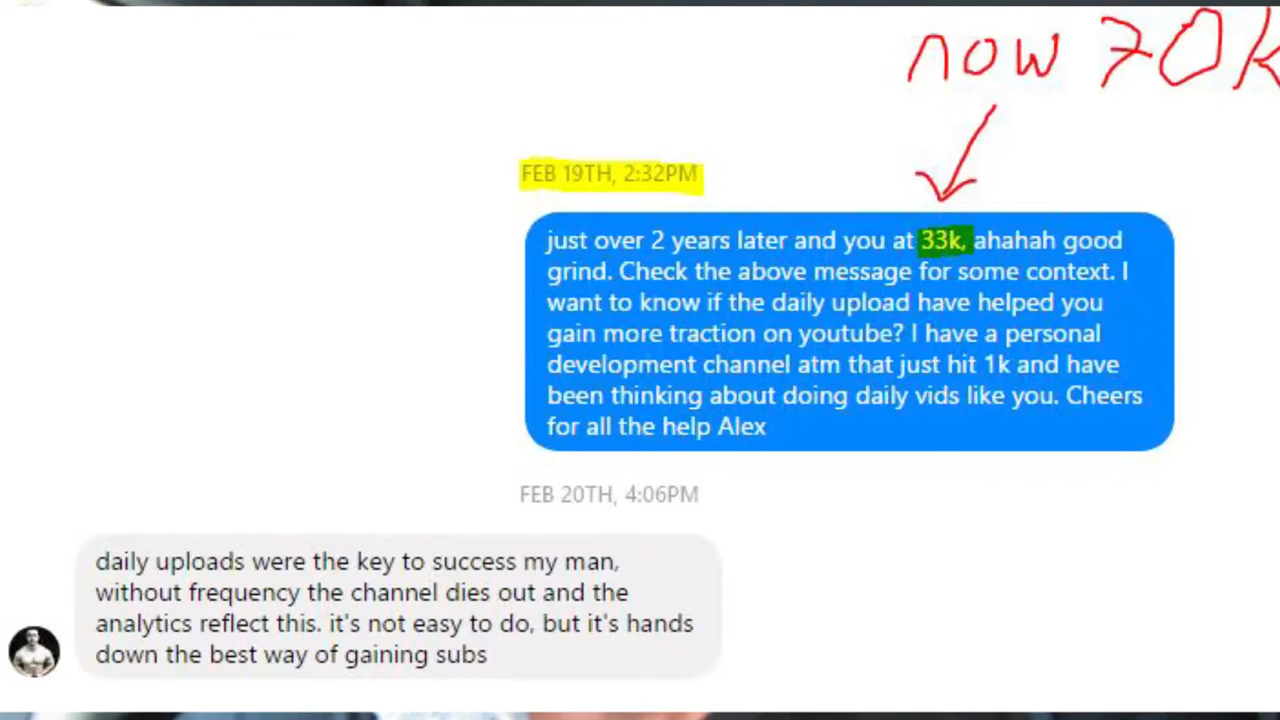 now 70k
FEB 19TH, 2:32PM
just over 2 years later and you at 33k, ahahah good
grind. Check the above message for some context. I
want to know if the daily upload have helped you
gain more traction on youtube? I have a personal
development channel atm that just hit 1k and have
been thinking about doing daily vids like you. Cheers
for all the help Alex
FEB 20TH, 4:06PM
daily uploads were the key to success my man,
without frequency the channel dies out and the
analytics reflect this. it's not easy to do, but it's hands
down the best way of gaining subs